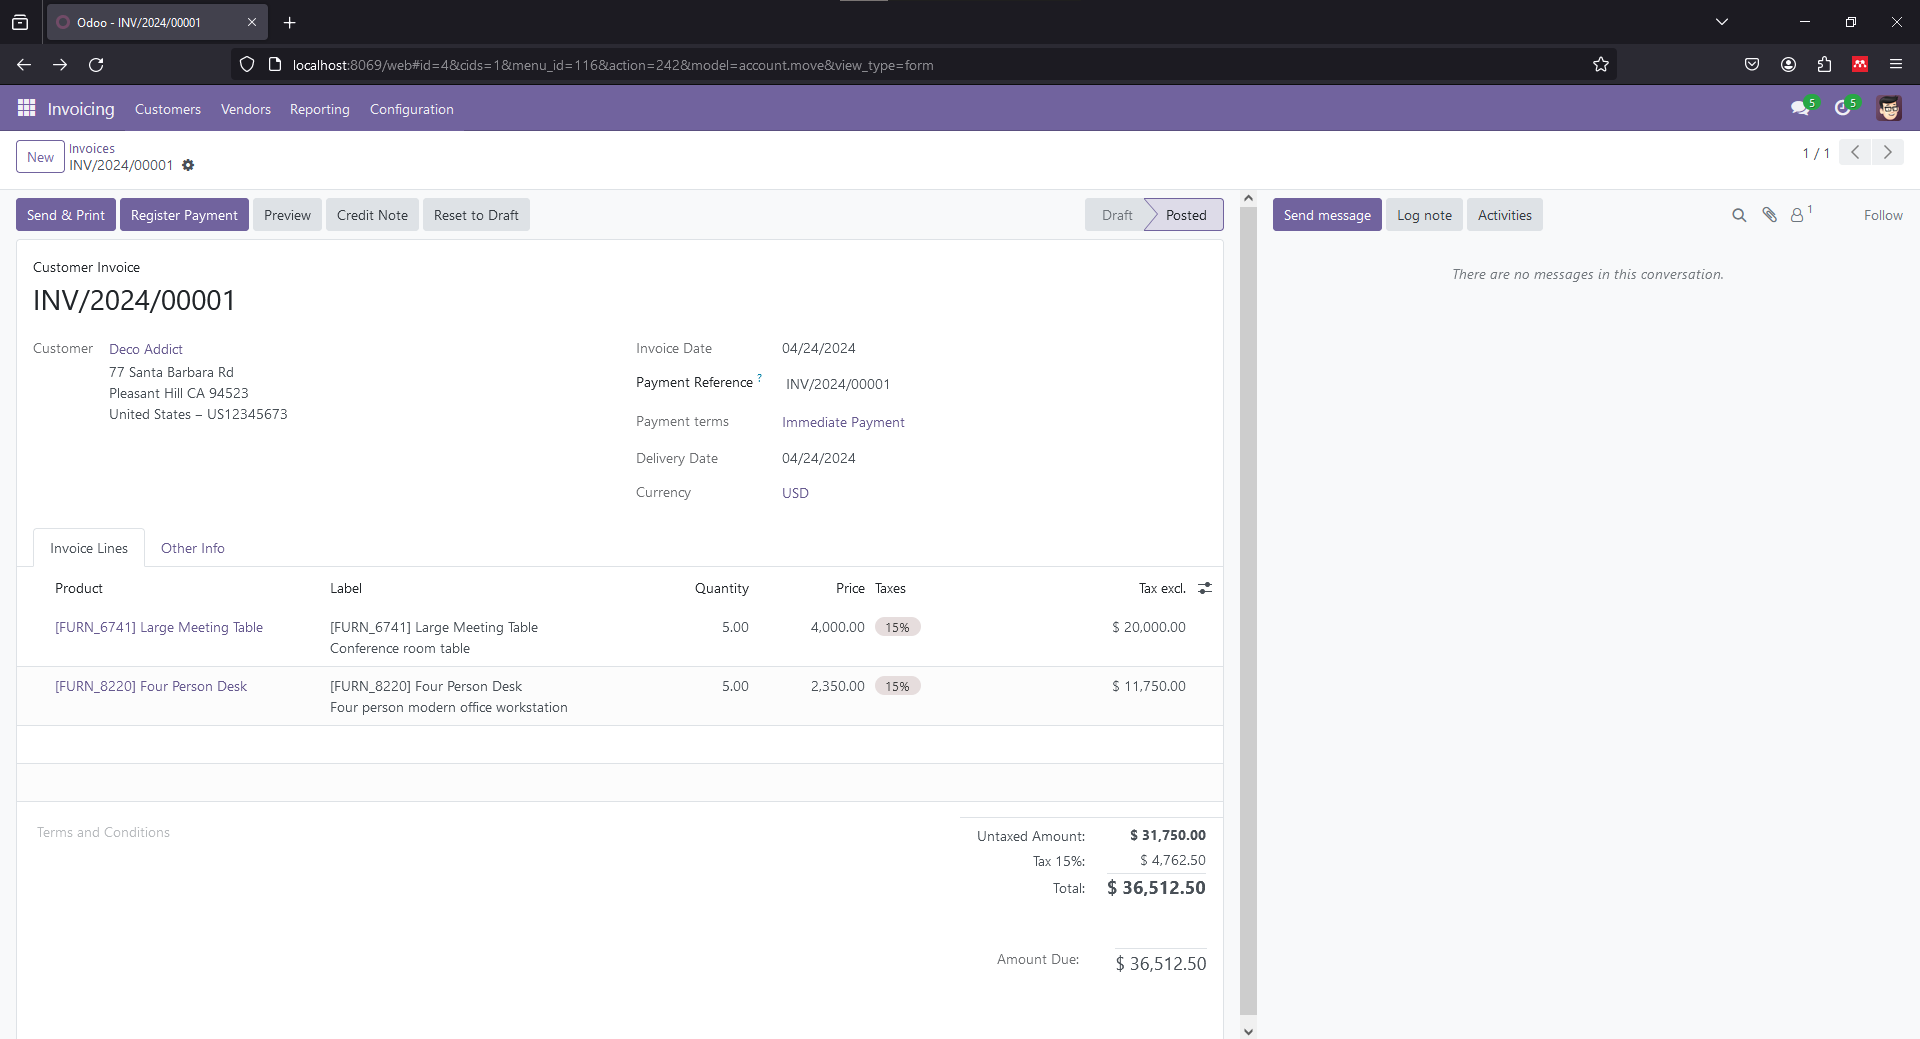 Odoo - INV/2024/00001
localhost:8069/web#id=4&cids=1&menu_id=116&action=242&model=account.move&view_type=form
Invoicing Customers Vendors Reporting Configuration 5 5
New Invoices
INV/2024/00001
1 / 1
Send & Print Register Payment Preview Credit Note Reset to Draft Draft Posted
Send message Log note Activities 1 Follow
There are no messages in this conversation.
Customer Invoice
INV/2024/00001
Customer Deco Addict
77 Santa Barbara Rd
Pleasant Hill CA 94523
United States – US12345673
Invoice Date 04/24/2024
Payment Reference ? INV/2024/00001
Payment terms Immediate Payment
Delivery Date 04/24/2024
Currency USD
Invoice Lines Other Info
Product Label Quantity Price Taxes Tax excl.
[FURN_6741] Large Meeting Table [FURN_6741] Large Meeting Table 5.00 4,000.00 15% $ 20,000.00
Conference room table
[FURN_8220] Four Person Desk [FURN_8220] Four Person Desk 5.00 2,350.00 15% $ 11,750.00
Four person modern office workstation
Terms and Conditions
Untaxed Amount: $ 31,750.00
Tax 15%: $ 4,762.50
Total: $ 36,512.50
Amount Due: $ 36,512.50